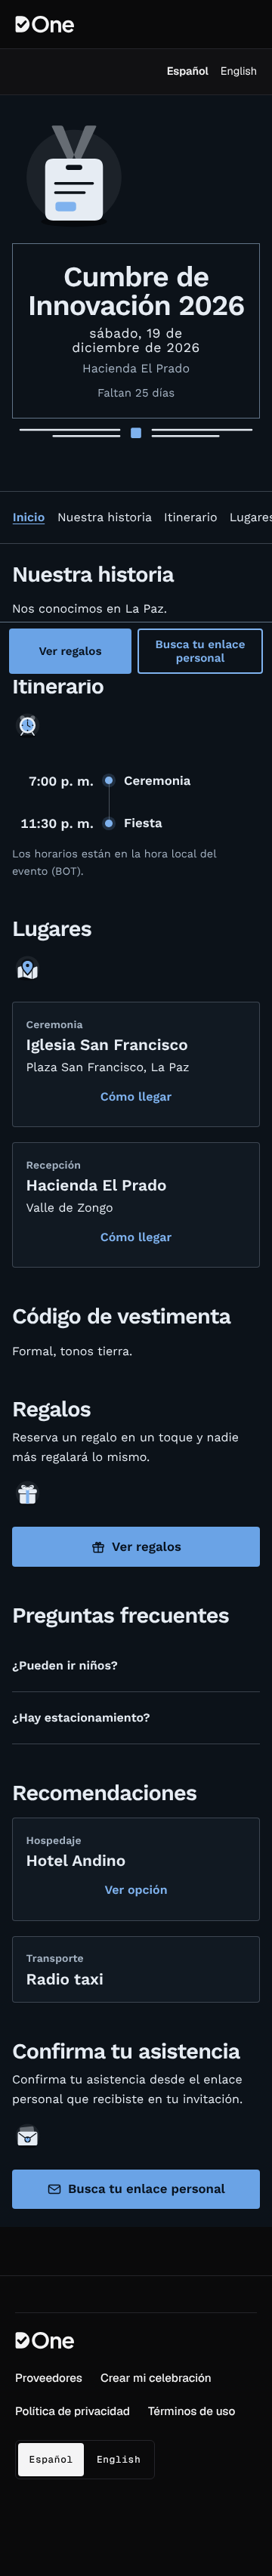 One
Español English
Cumbre de
Innovación 2026
sábado, 19 de
diciembre de 2026
Hacienda El Prado
Faltan 25 días
Inicio Nuestra historia Itinerario Lugares
Nuestra historia
Nos conocimos en La Paz.
Ver regalos
Busca tu enlace
personal
Itinerario
7:00 p. m. Ceremonia
11:30 p. m. Fiesta
Los horarios están en la hora local del
evento (BOT).
Lugares
Ceremonia
Iglesia San Francisco
Plaza San Francisco, La Paz
Cómo llegar
Recepción
Hacienda El Prado
Valle de Zongo
Cómo llegar
Código de vestimenta
Formal, tonos tierra.
Regalos
Reserva un regalo en un toque y nadie
más regalará lo mismo.
Ver regalos
Preguntas frecuentes
¿Pueden ir niños?
¿Hay estacionamiento?
Recomendaciones
Hospedaje
Hotel Andino
Ver opción
Transporte
Radio taxi
Confirma tu asistencia
Confirma tu asistencia desde el enlace
personal que recibiste en tu invitación.
Busca tu enlace personal
One
Proveedores Crear mi celebración
Política de privacidad Términos de uso
Español English